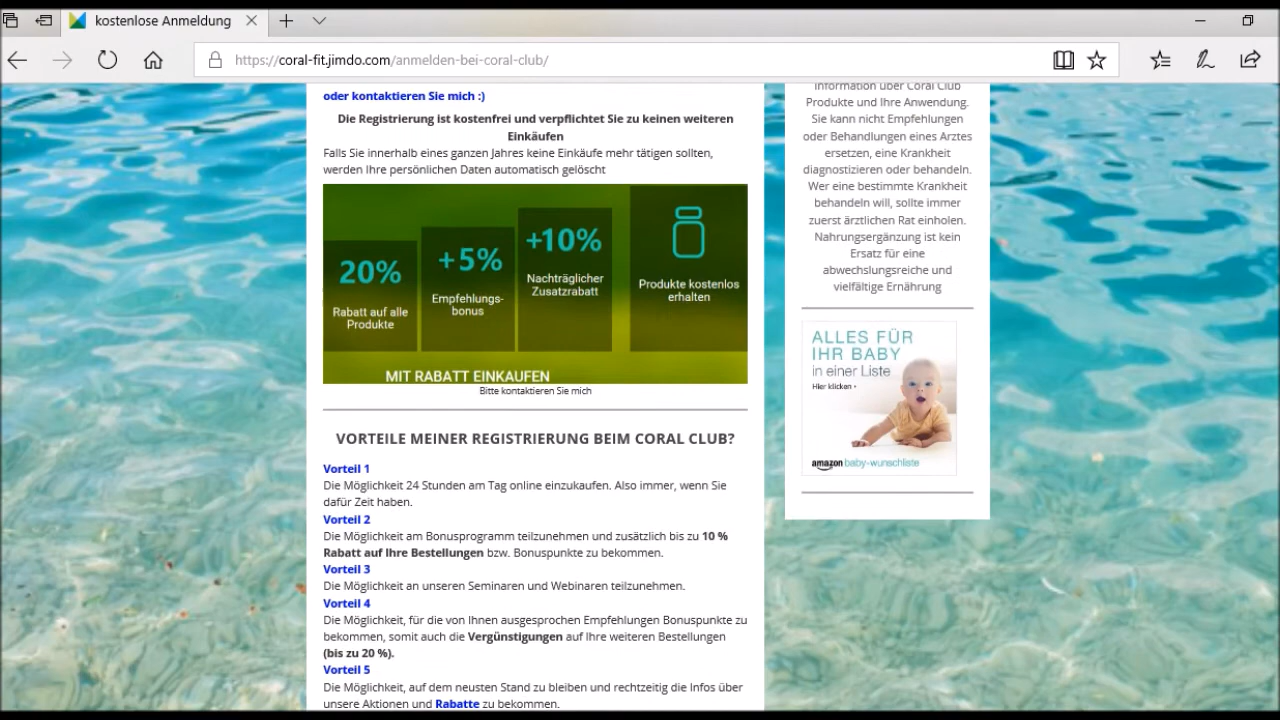 kostenlose Anmeldung
https://coral-fit.jimdo.com/anmelden-bei-coral-club/
oder kontaktieren Sie mich :)
Die Registrierung ist kostenfrei und verpflichtet Sie zu keinen weiteren
Einkäufen
Falls Sie innerhalb eines ganzen Jahres keine Einkäufe mehr tätigen sollten,
werden Ihre persönlichen Daten automatisch gelöscht
20%
Rabatt auf alle
Produkte
+5%
Empfehlungs-
bonus
+10%
Nachträglicher
Zusatzrabatt
Produkte kostenlos
erhalten
MIT RABATT EINKAUFEN
Bitte kontaktieren Sie mich
VORTEILE MEINER REGISTRIERUNG BEIM CORAL CLUB?
Vorteil 1
Die Möglichkeit 24 Stunden am Tag online einzukaufen. Also immer, wenn Sie
dafür Zeit haben.
Vorteil 2
Die Möglichkeit am Bonusprogramm teilzunehmen und zusätzlich bis zu 10 %
Rabatt auf Ihre Bestellungen bzw. Bonuspunkte zu bekommen.
Vorteil 3
Die Möglichkeit an unseren Seminaren und Webinaren teilzunehmen.
Vorteil 4
Die Möglichkeit, für die von Ihnen ausgesprochen Empfehlungen Bonuspunkte zu
bekommen, somit auch die Vergünstigungen auf Ihre weiteren Bestellungen
(bis zu 20 %).
Vorteil 5
Die Möglichkeit, auf dem neusten Stand zu bleiben und rechtzeitig die Infos über
unsere Aktionen und Rabatte zu bekommen.
Information über Coral Club
Produkte und Ihre Anwendung.
Sie kann nicht Empfehlungen
oder Behandlungen eines Arztes
ersetzen, eine Krankheit
diagnostizieren oder behandeln.
Wer eine bestimmte Krankheit
behandeln will, sollte immer
zuerst ärztlichen Rat einholen.
Nahrungsergänzung ist kein
Ersatz für eine
abwechslungsreiche und
vielfältige Ernährung
ALLES FÜR
IHR BABY
in einer Liste
Hier klicken
amazon baby-wunschliste